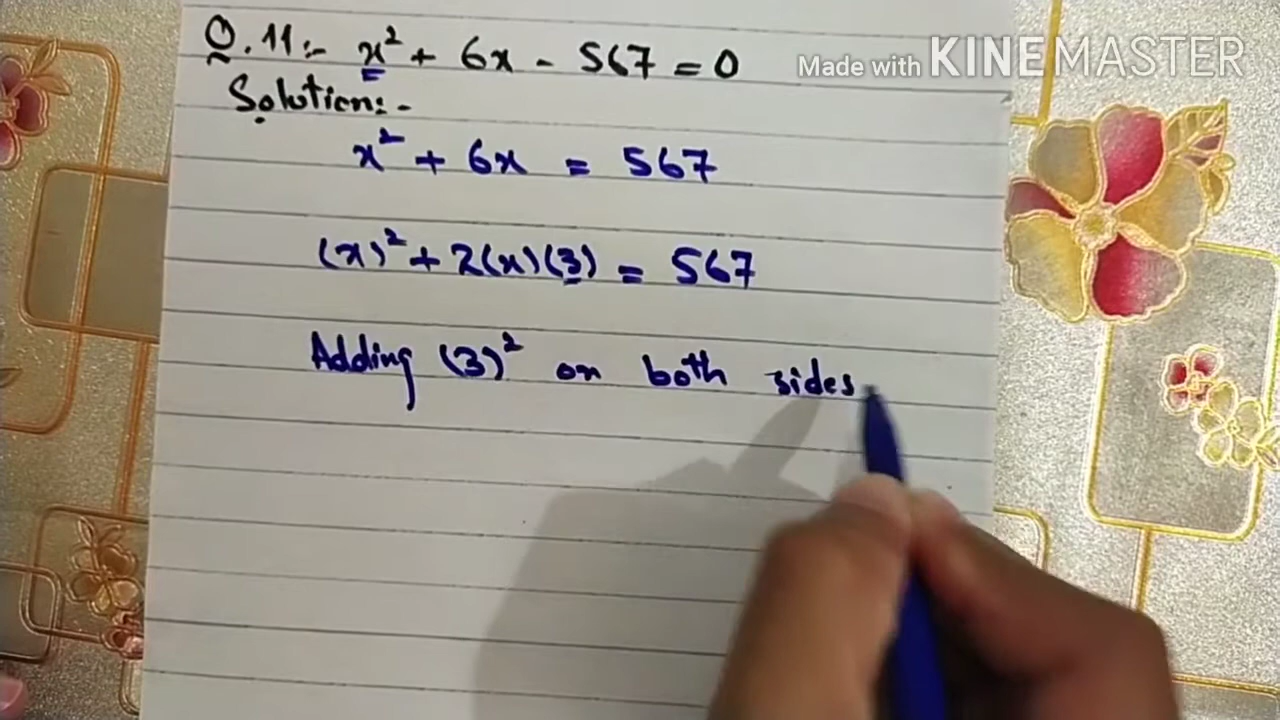 Q.11:- x² + 6x - 567 = 0
Made with KINEMASTER
Solution:-
x² + 6x = 567
(x)² + 2(x)(3) = 567
Adding (3)² on both sides